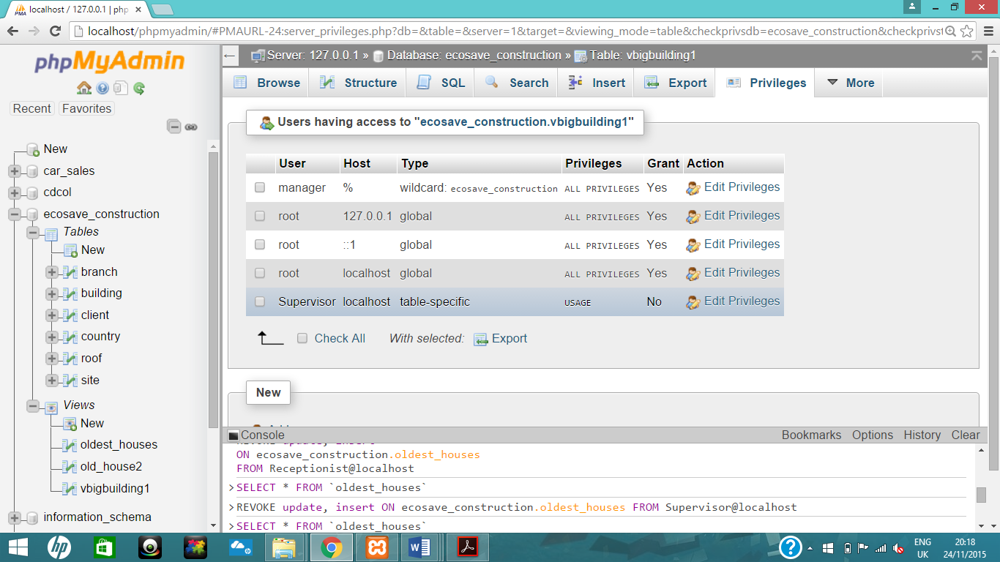 localhost / 127.0.0.1 | php
localhost/phpmyadmin/#PMAURL-24:server_privileges.php?db=&table=&server=1&target=&viewing_mode=table&checkprivsdb=ecosave_construction&checkprivst
phpMyAdmin
Recent Favorites
New
car_sales
cdcol
ecosave_construction
Tables
New
branch
building
client
country
roof
site
Views
New
oldest_houses
old_house2
vbigbuilding1
information_schema
Server: 127.0.0.1 » Database: ecosave_construction » Table: vbigbuilding1
Browse Structure SQL Search Insert Export Privileges More
Users having access to "ecosave_construction.vbigbuilding1"
User Host Type Privileges Grant Action
manager % wildcard: ecosave_construction ALL PRIVILEGES Yes Edit Privileges
root 127.0.0.1 global ALL PRIVILEGES Yes Edit Privileges
root ::1 global ALL PRIVILEGES Yes Edit Privileges
root localhost global ALL PRIVILEGES Yes Edit Privileges
Supervisor localhost table-specific USAGE No Edit Privileges
Check All With selected: Export
New
Console Bookmarks Options History Clear
REVOKE update, insert
ON ecosave_construction.oldest_houses
FROM Receptionist@localhost
>SELECT * FROM `oldest_houses`
>REVOKE update, insert ON ecosave_construction.oldest_houses FROM Supervisor@localhost
>SELECT * FROM `oldest_houses`
ENG
UK
20:18
24/11/2015